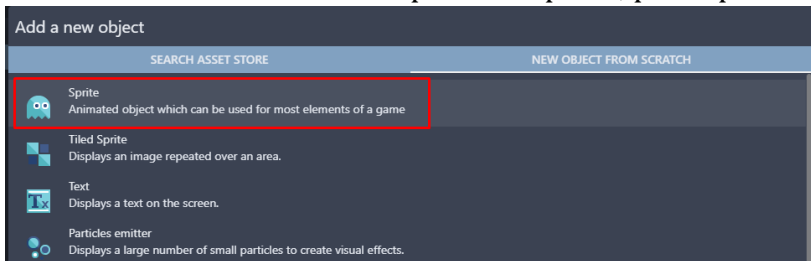 Add a new object
SEARCH ASSET STORE
NEW OBJECT FROM SCRATCH
Sprite
Animated object which can be used for most elements of a game
Tiled Sprite
Displays an image repeated over an area.
Text
Tx
Displays a text on the screen.
Particles emitter
Displays a large number of small particles to create visual effects.